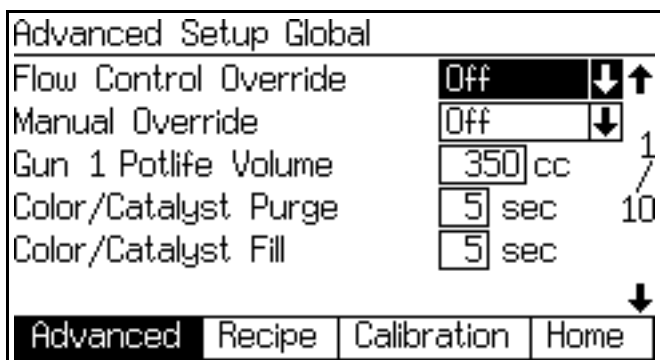 Advanced Setup Global
Flow Control Override Off
Manual Override Off
Gun 1 Potlife Volume 350 cc
Color/Catalyst Purge 5 sec
Color/Catalyst Fill 5 sec
1/10
Advanced Recipe Calibration Home